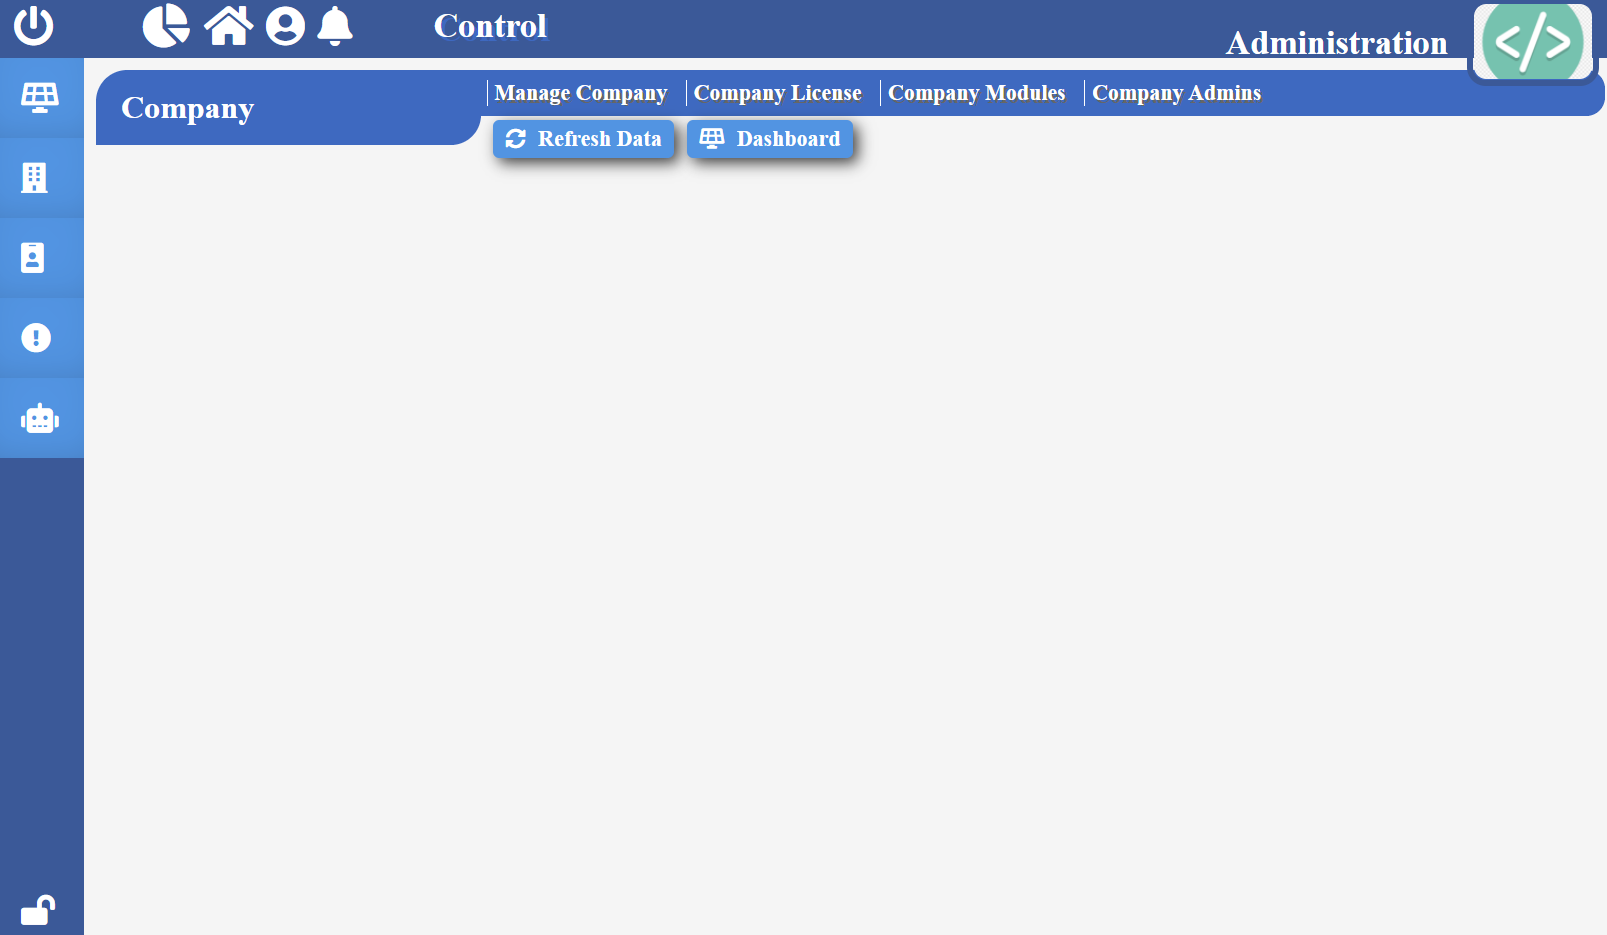 Control
Administration
Company
Manage Company
Company License
Company Modules
Company Admins
Refresh Data
Dashboard